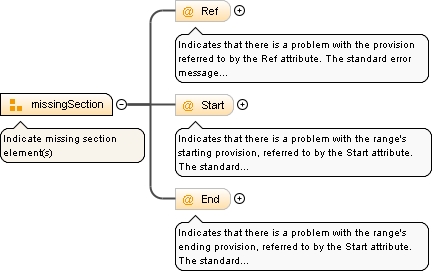 @ Ref
Indicates that there is a problem with the provision
referred to by the Ref attribute. The standard error
message...
missingSection
Indicate missing section
element(s)
@ Start
Indicates that there is a problem with the range's
starting provision, referred to by the Start attribute.
The standard...
@ End
Indicates that there is a problem with the range's
ending provision, referred to by the Start attribute.
The standard...